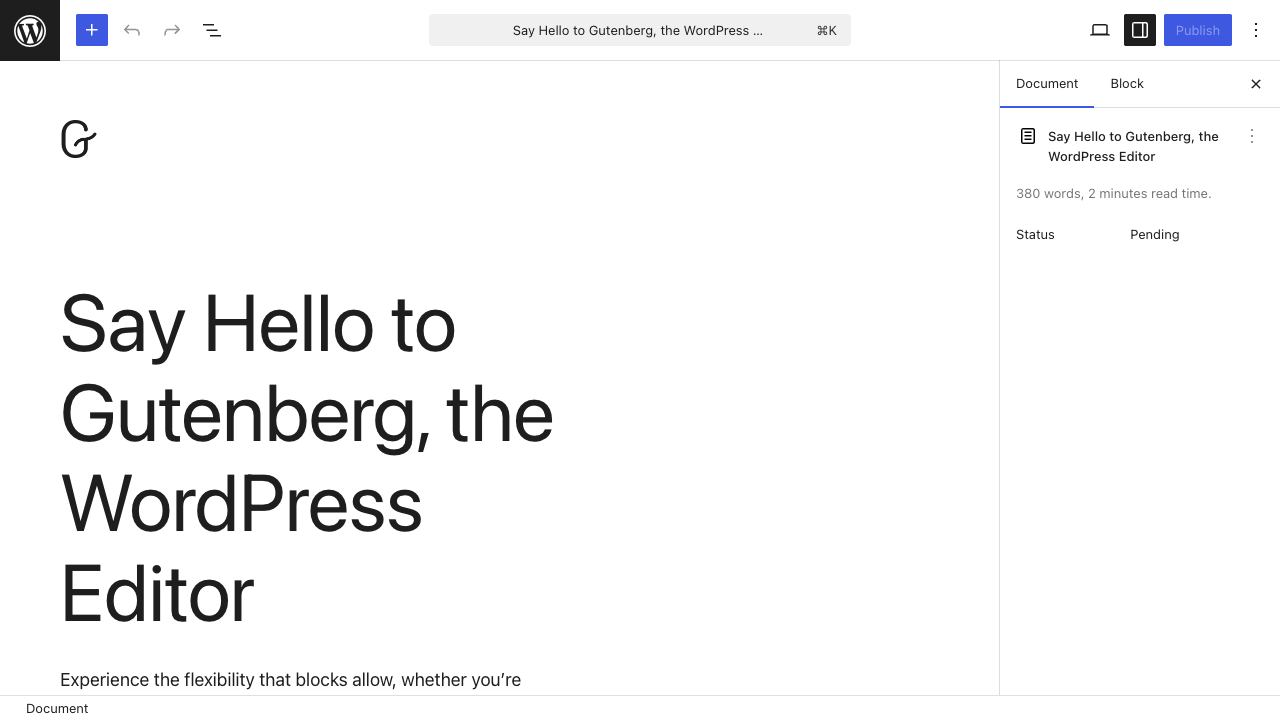 Say Hello to Gutenberg, the WordPress ... ⌘K
Publish
Document Block
Say Hello to Gutenberg, the
WordPress Editor
380 words, 2 minutes read time.
Status Pending
Say Hello to
Gutenberg, the
WordPress
Editor
Experience the flexibility that blocks allow, whether you’re
Document